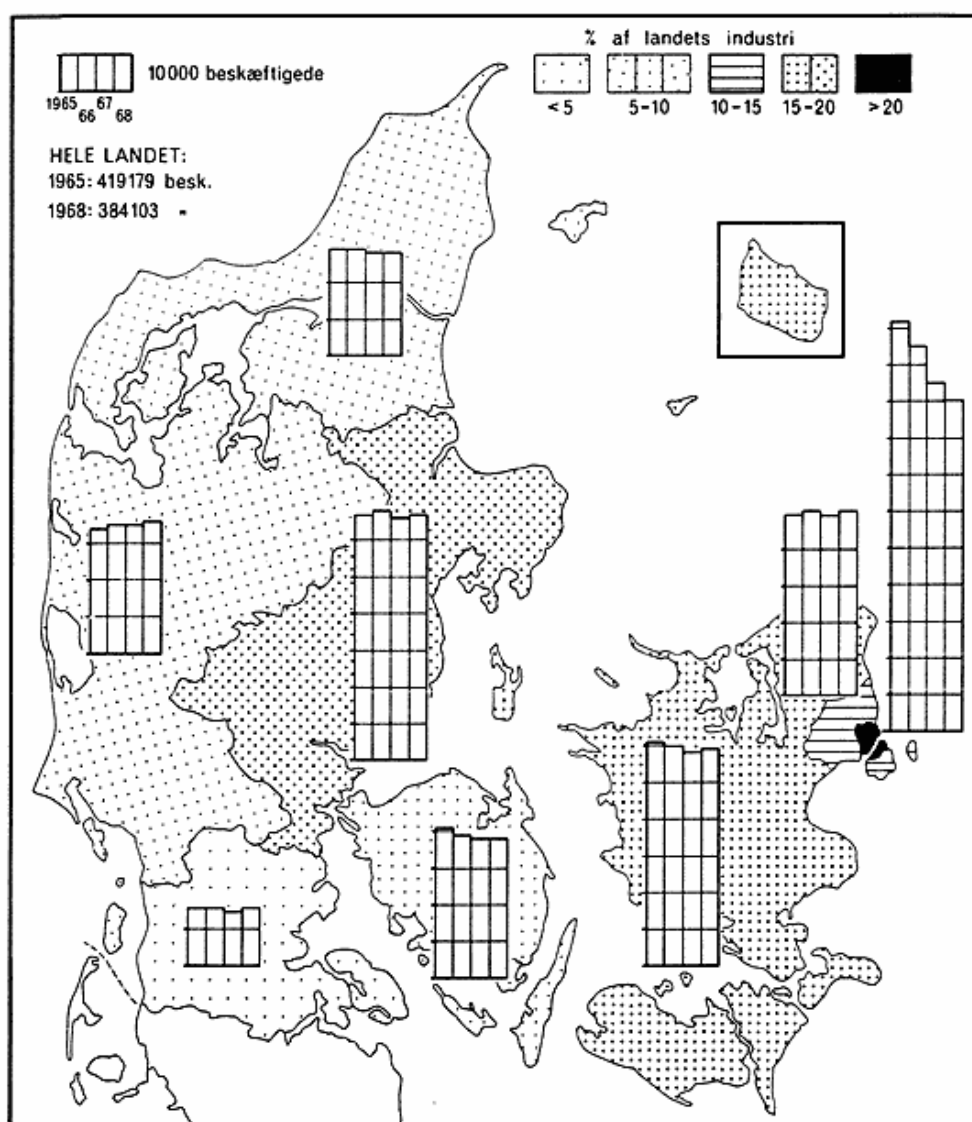 % af landets industri
10000 beskæftigede
1965 66 67 68
<5 5-10 10-15 15-20 >20
HELE LANDET:
1965: 419179 besk.
1968: 384103 "